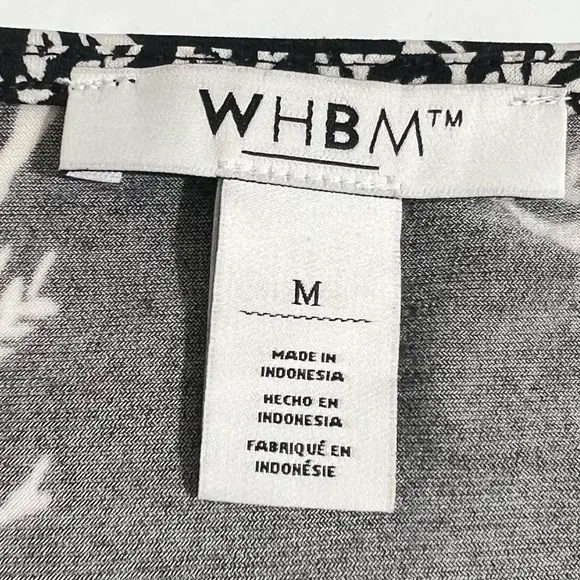 WHBM™
M
MADE IN
INDONESIA
HECHO EN
INDONESIA
FABRIQUÉ EN
INDONÉSIE